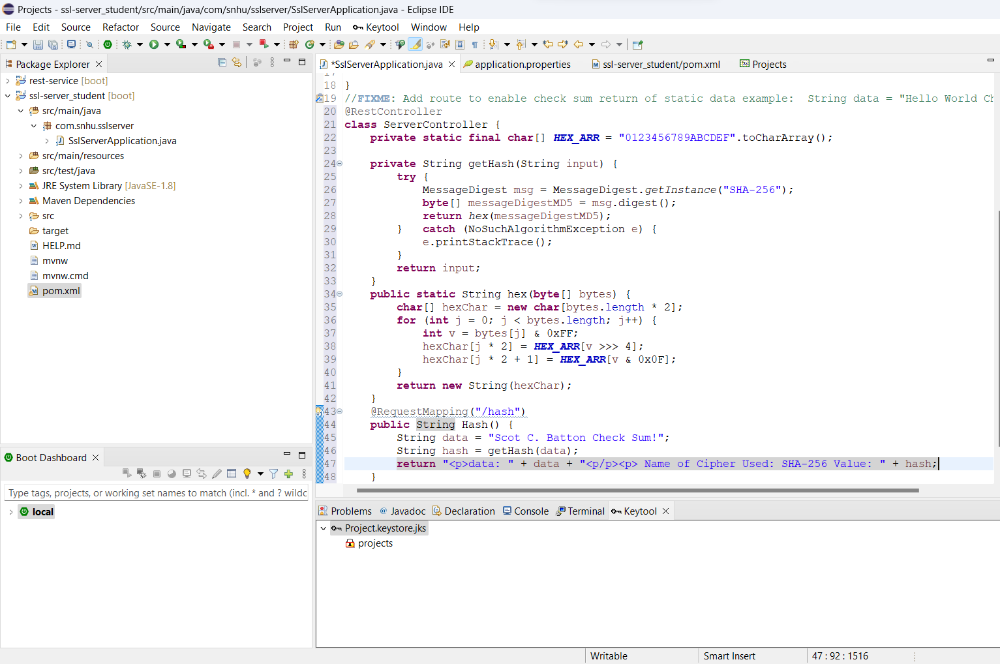 Projects - ssl-server_student/src/main/java/com/snhu/sslserver/SslServerApplication.java - Eclipse IDE
File Edit Source Refactor Source Navigate Search Project Run Keytool Window Help
Package Explorer
rest-service [boot]
ssl-server_student [boot]
src/main/java
com.snhu.sslserver
SslServerApplication.java
src/main/resources
src/test/java
JRE System Library [JavaSE-1.8]
Maven Dependencies
src
target
HELP.md
mvnw
mvnw.cmd
pom.xml
Boot Dashboard
Type tags, projects, or working set names to match (incl. * and ? wildc
local
*SslServerApplication.java application.properties ssl-server_student/pom.xml Projects
17
18 }
19 //FIXME: Add route to enable check sum return of static data example:  String data = "Hello World Ch
20 @RestController
21 class ServerController {
22     private static final char[] HEX_ARR = "0123456789ABCDEF".toCharArray();
23
24     private String getHash(String input) {
25         try {
26             MessageDigest msg = MessageDigest.getInstance("SHA-256");
27             byte[] messageDigestMD5 = msg.digest();
28             return hex(messageDigestMD5);
29         }   catch (NoSuchAlgorithmException e) {
30             e.printStackTrace();
31         }
32         return input;
33     }
34     public static String hex(byte[] bytes) {
35         char[] hexChar = new char[bytes.length * 2];
36         for (int j = 0; j < bytes.length; j++) {
37             int v = bytes[j] & 0xFF;
38             hexChar[j * 2] = HEX_ARR[v >>> 4];
39             hexChar[j * 2 + 1] = HEX_ARR[v & 0x0F];
40         }
41         return new String(hexChar);
42     }
43     @RequestMapping("/hash")
44     public String Hash() {
45         String data = "Scot C. Batton Check Sum!";
46         String hash = getHash(data);
47         return "<p>data: " + data + "<p/p><p> Name of Cipher Used: SHA-256 Value: " + hash;
48     }
Problems Javadoc Declaration Console Terminal Keytool
Project.keystore.jks
projects
Writable Smart Insert 47 : 92 : 1516